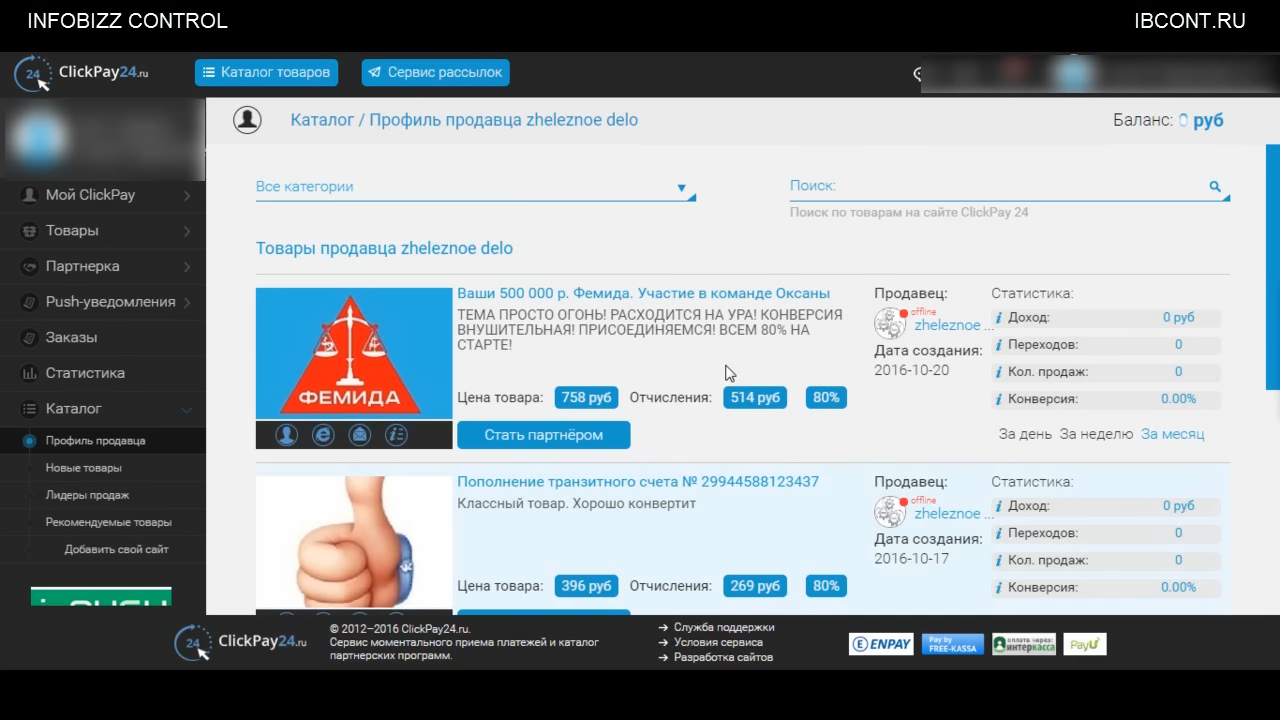 INFOBIZZ CONTROL
IBCONT.RU
24 ClickPay24.ru
Каталог товаров
Сервис рассылок
Каталог / Профиль продавца zheleznoe delo
Баланс: 0 руб
Мой ClickPay
Товары
Партнерка
Push-уведомления
Заказы
Статистика
Каталог
Профиль продавца
Новые товары
Лидеры продаж
Рекомендуемые товары
Добавить свой сайт
Все категории
Поиск:
Поиск по товарам на сайте ClickPay 24
Товары продавца zheleznoe delo
ФЕМИДА
Ваши 500 000 р. Фемида. Участие в команде Оксаны
ТЕМА ПРОСТО ОГОНЬ! РАСХОДИТСЯ НА УРА! КОНВЕРСИЯ
ВНУШИТЕЛЬНАЯ! ПРИСОЕДИНЯЕМСЯ! ВСЕМ 80% НА
СТАРТЕ!
Цена товара: 758 руб Отчисления: 514 руб 80%
Стать партнёром
Продавец:
offline
zheleznoe ...
Дата создания:
2016-10-20
Статистика:
Доход: 0 руб
Переходов: 0
Кол. продаж: 0
Конверсия: 0.00%
За день За неделю За месяц
Пополнение транзитного счета № 29944588123437
Классный товар. Хорошо конвертит
Цена товара: 396 руб Отчисления: 269 руб 80%
Продавец:
offline
zheleznoe ...
Дата создания:
2016-10-17
Статистика:
Доход: 0 руб
Переходов: 0
Кол. продаж: 0
Конверсия: 0.00%
24 ClickPay24.ru
© 2012–2016 ClickPay24.ru.
Сервис моментального приема платежей и каталог
партнерских программ.
Служба поддержки
Условия сервиса
Разработка сайтов
ENPAY
Pay by
FREE-KASSA
оплата через:
интеркасса
PayU